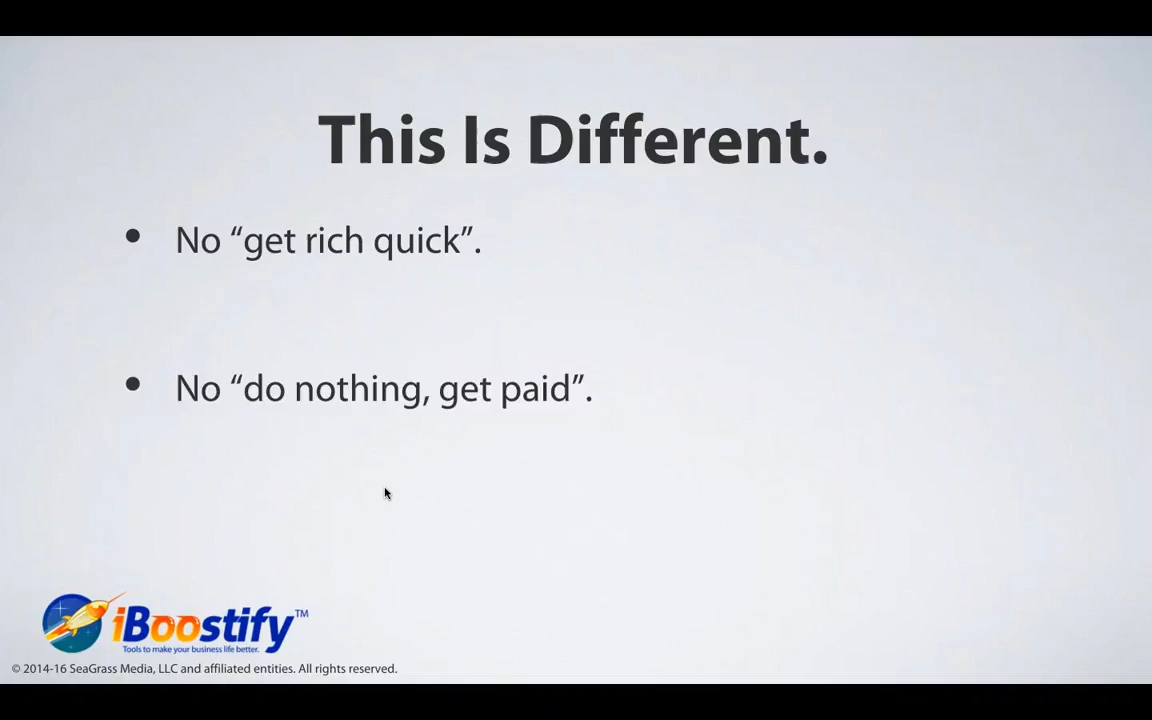 This Is Different.
• No “get rich quick”.
• No “do nothing, get paid”.
iBoostify™
Tools to make your business life better.
© 2014-16 SeaGrass Media, LLC and affiliated entities. All rights reserved.